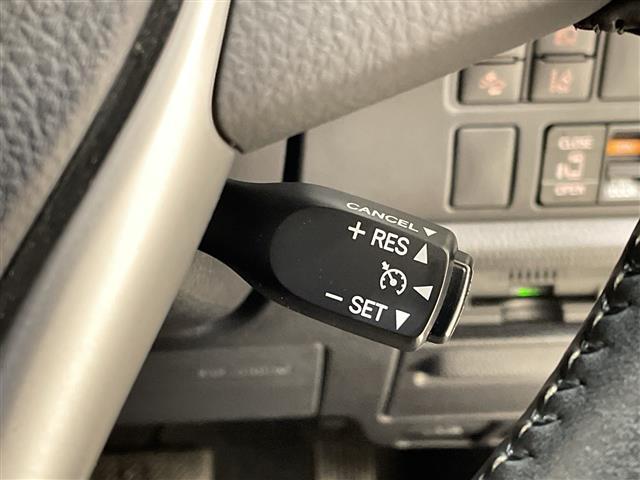 CLOSE
OPEN
CANCEL ▼
+ RES ▲
◀
− SET ▼